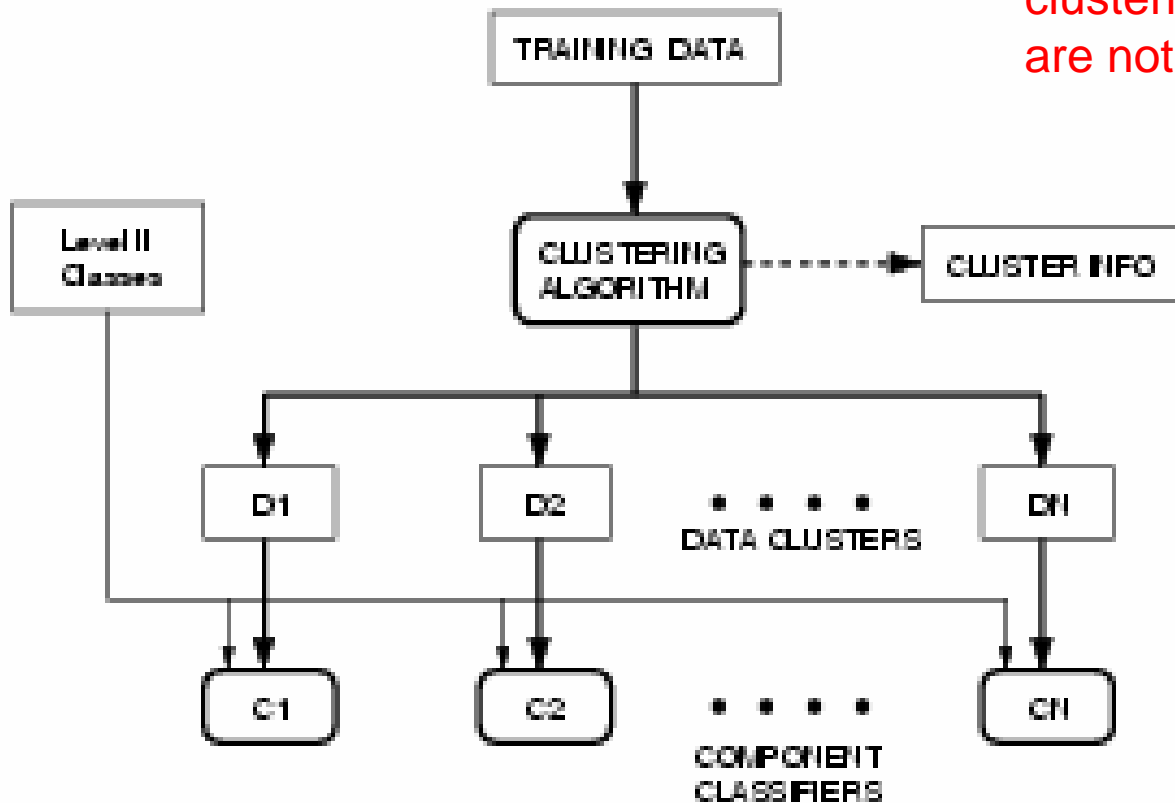 cluster
are not
TRAINING DATA
Level II
Classes
CLUSTERING
ALGORITHM
CLUSTER INFO
D1
D2
DN
DATA CLUSTERS
C1
C2
CN
COMPONENT
CLASSIFIERS